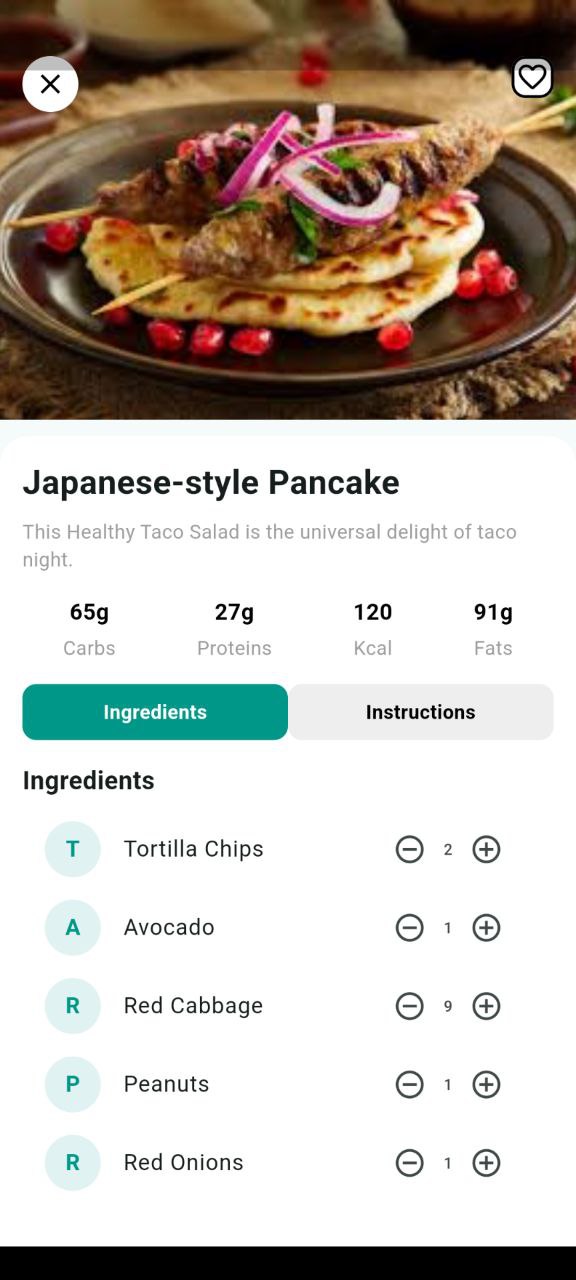 Japanese-style Pancake
This Healthy Taco Salad is the universal delight of taco
night.
65g 27g 120 91g
Carbs Proteins Kcal Fats
Ingredients Instructions
Ingredients
T Tortilla Chips 2
A Avocado 1
R Red Cabbage 9
P Peanuts 1
R Red Onions 1